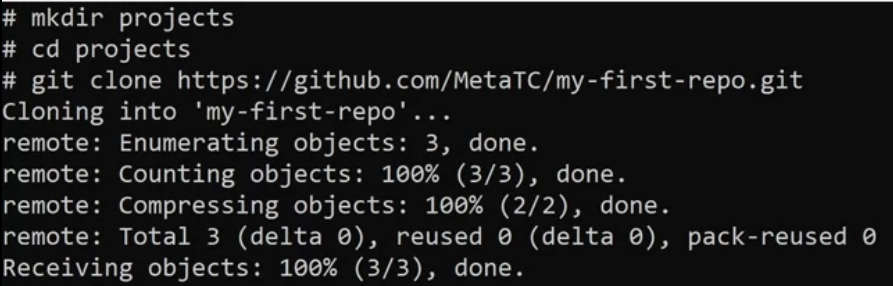 # mkdir projects
# cd projects
# git clone https://github.com/MetaTC/my-first-repo.git
Cloning into 'my-first-repo'...
remote: Enumerating objects: 3, done.
remote: Counting objects: 100% (3/3), done.
remote: Compressing objects: 100% (2/2), done.
remote: Total 3 (delta 0), reused 0 (delta 0), pack-reused 0
Receiving objects: 100% (3/3), done.